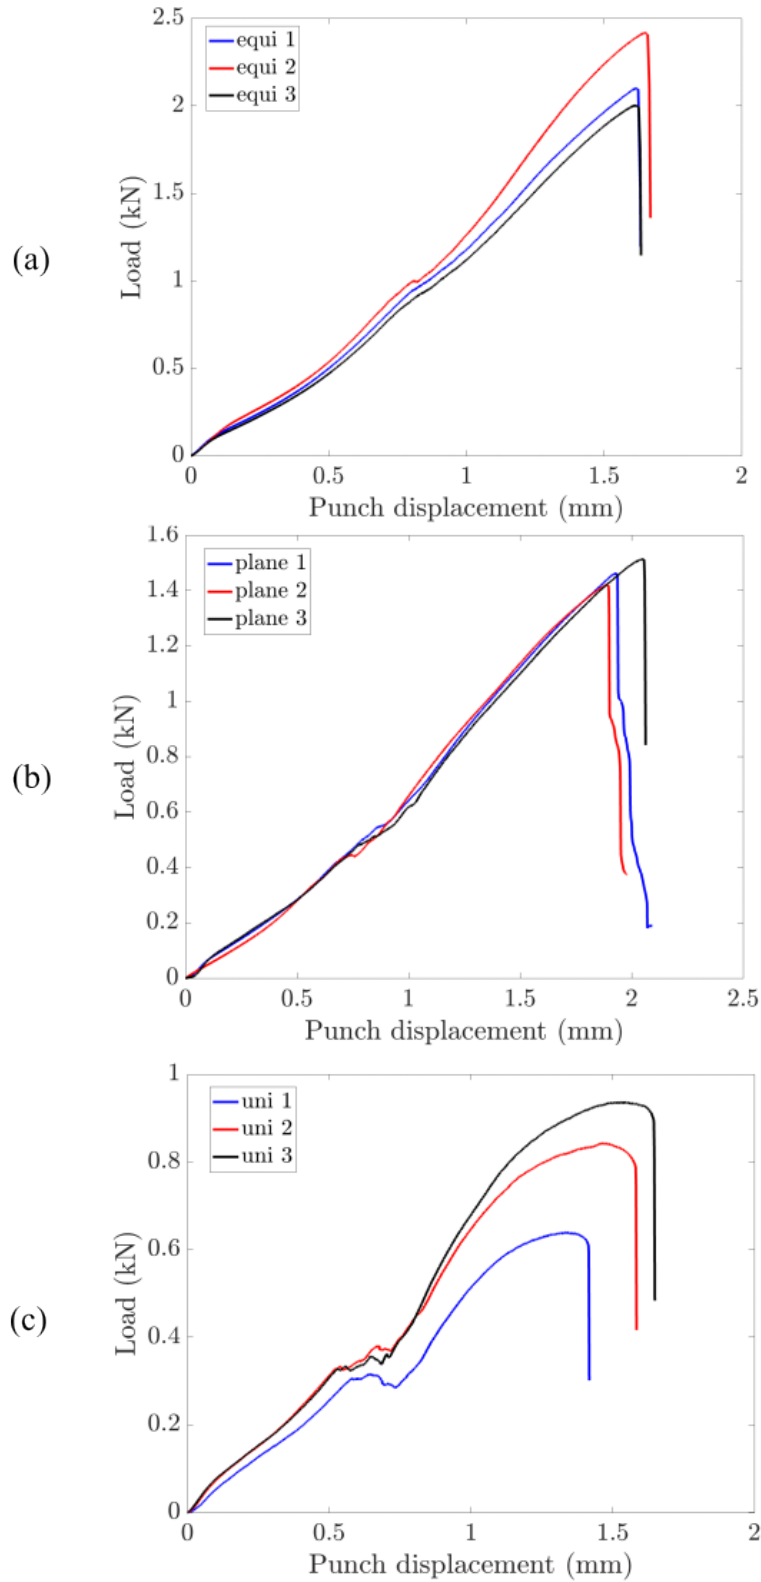 2.5
equi 1
equi 2
equi 3
2
1.5
(a)
Load (kN)
1
0.5
0
0 0.5 1 1.5 2
Punch displacement (mm)
1.6
plane 1
plane 2
plane 3
1.4
1.2
1
(b)
Load (kN)
0.8
0.6
0.4
0.2
0
0 0.5 1 1.5 2 2.5
Punch displacement (mm)
1
uni 1
uni 2
uni 3
0.8
0.6
(c)
Load (kN)
0.4
0.2
0
0 0.5 1 1.5 2
Punch displacement (mm)